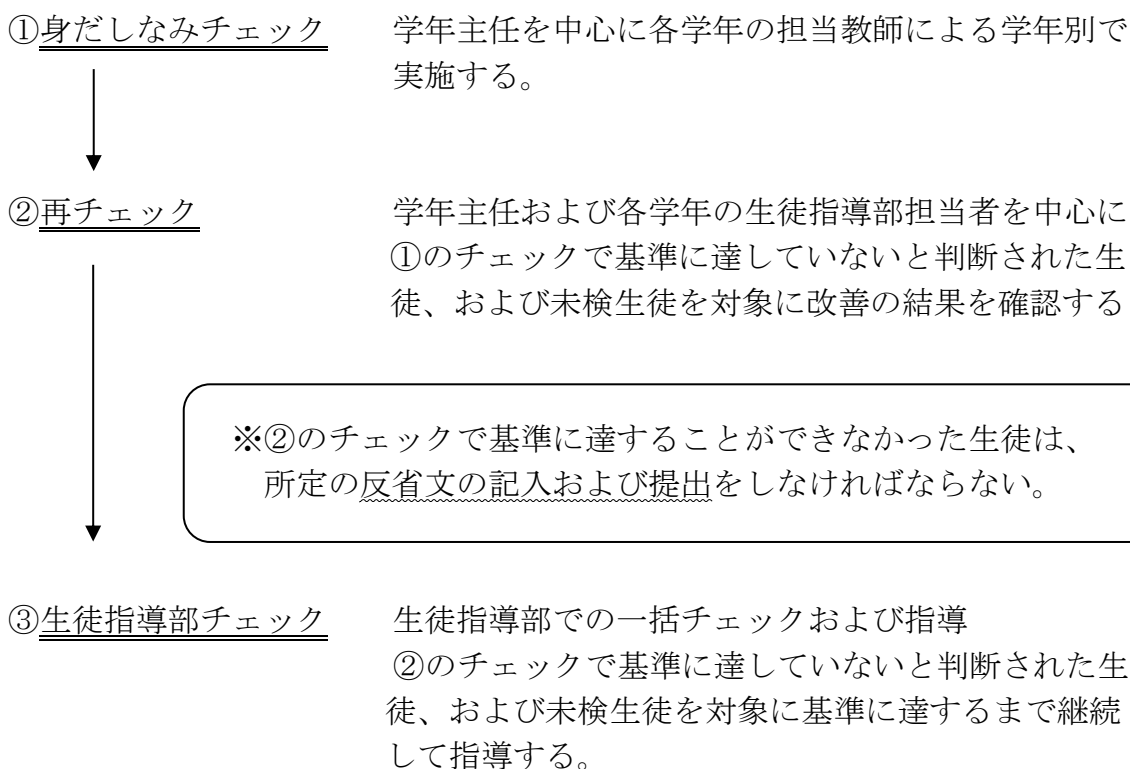 ①身だしなみチェック　　学年主任を中心に各学年の担当教師による学年別で
実施する。
②再チェック　　学年主任および各学年の生徒指導部担当者を中心に
①のチェックで基準に達していないと判断された生
徒、および未検生徒を対象に改善の結果を確認する
※②のチェックで基準に達することができなかった生徒は、
所定の反省文の記入および提出をしなければならない。
③生徒指導部チェック　　生徒指導部での一括チェックおよび指導
②のチェックで基準に達していないと判断された生
徒、および未検生徒を対象に基準に達するまで継続
して指導する。